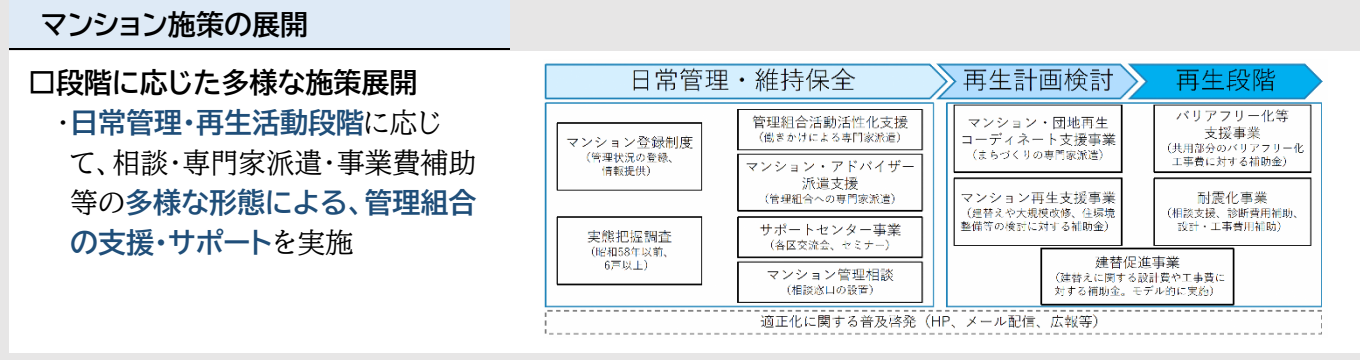 マンション施策の展開
□段階に応じた多様な施策展開
・日常管理・再生活動段階に応じ
て、相談・専門家派遣・事業費補助
等の多様な形態による、管理組合
の支援・サポートを実施
日常管理・維持保全
再生計画検討
再生段階
マンション登録制度
(管理状況の登録、
情報提供)
実態把握調査
(昭和58年以前、
6戸以上)
管理組合活動活性化支援
(働きかけによる専門家派遣)
マンション・アドバイザー
派遣支援
(管理組合への専門家派遣)
サポートセンター事業
(各区交流会、セミナー)
マンション管理相談
(相談窓口の設置)
マンション・団地再生
コーディネート支援事業
(まちづくりの専門家派遣)
マンション再生支援事業
(建替えや大規模改修、住環境
整備等の検討に対する補助金)
バリアフリー化等
支援事業
(共用部分のバリアフリー化
工事費に対する補助金)
耐震化事業
(相談支援、診断費用補助、
設計・工事費用補助)
建替促進事業
(建替えに関する設計費や工事費に
対する補助金。モデル的に実施)
適正化に関する普及啓発(HP、メール配信、広報等)